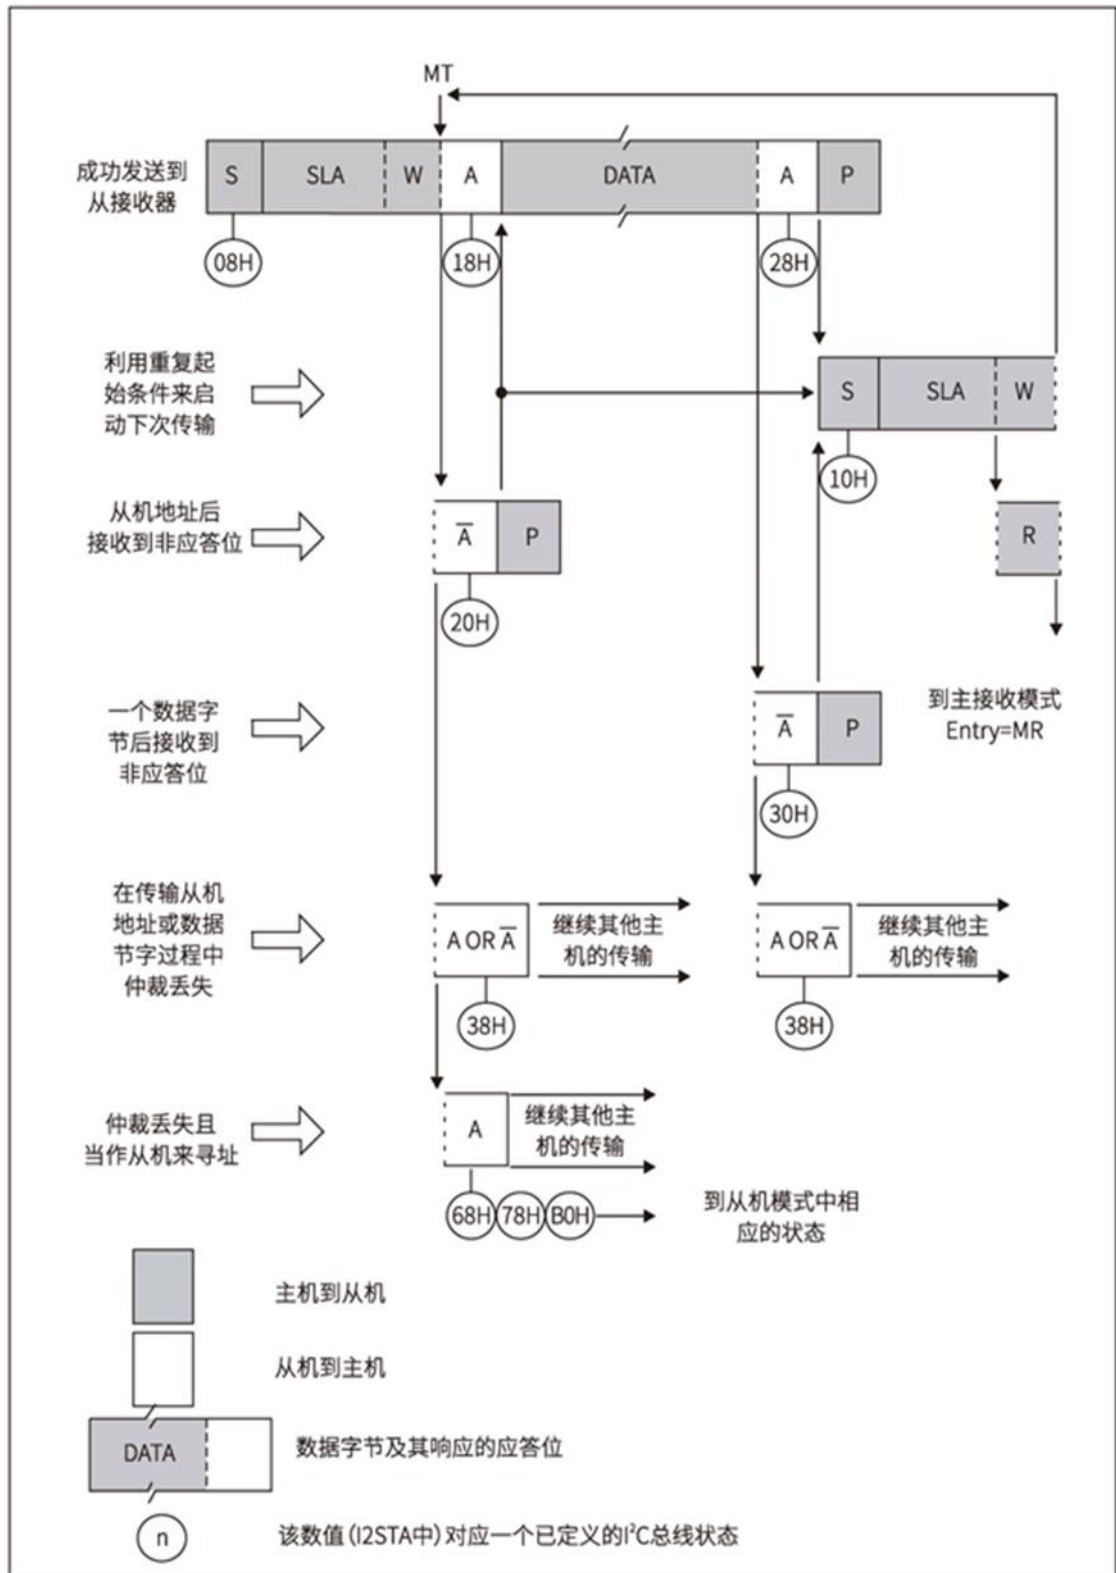 MT
成功发送到
从接收器
S SLA W A DATA A P
08H 18H 28H
利用重复起
始条件来启
动下次传输
S SLA W
10H
从机地址后
接收到非应答位
A̅ P
R
20H
一个数据字
节后接收到
非应答位
A̅ P
到主接收模式
Entry=MR
30H
在传输从机
地址或数据
节字过程中
仲裁丢失
A OR A̅
继续其他主
机的传输
A OR A̅
继续其他主
机的传输
38H 38H
仲裁丢失且
当作从机来寻址
A
继续其他主
机的传输
68H 78H B0H
到从机模式中相
应的状态
主机到从机
从机到主机
DATA
数据字节及其响应的应答位
n
该数值(I2STA中)对应一个已定义的I²C总线状态